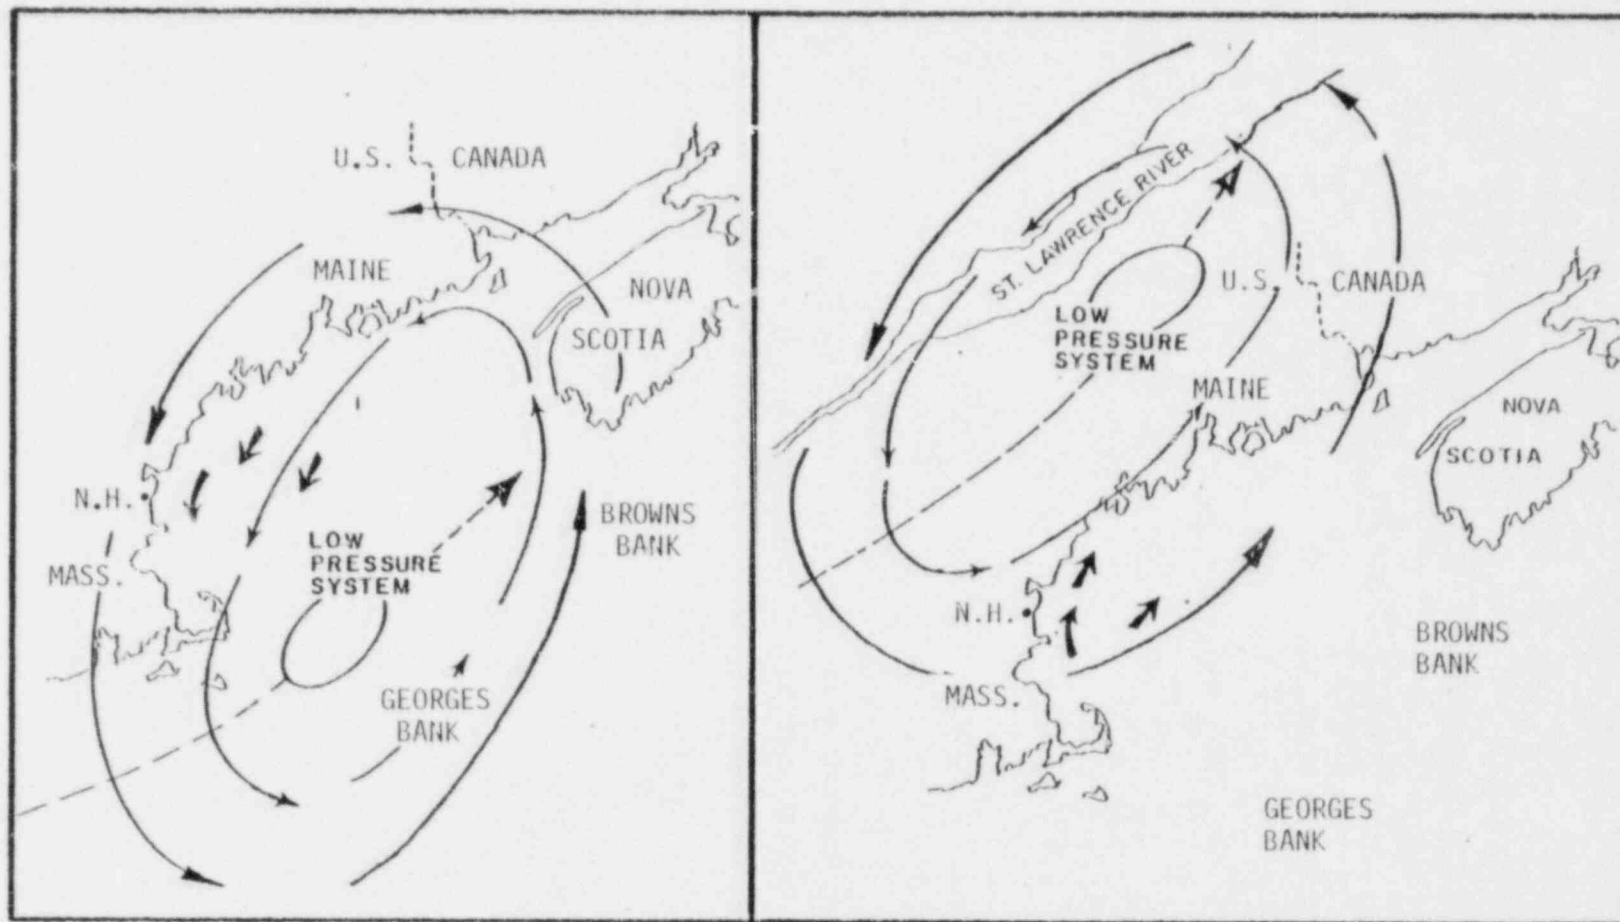 U.S. CANADA
MAINE
NOVA
SCOTIA
N.H.
BROWNS
BANK
LOW
PRESSURE
SYSTEM
MASS.
GEORGES
BANK
ST. LAWRENCE RIVER
U.S. CANADA
LOW
PRESSURE
SYSTEM
MAINE
NOVA
SCOTIA
N.H.
BROWNS
BANK
MASS.
GEORGES
BANK